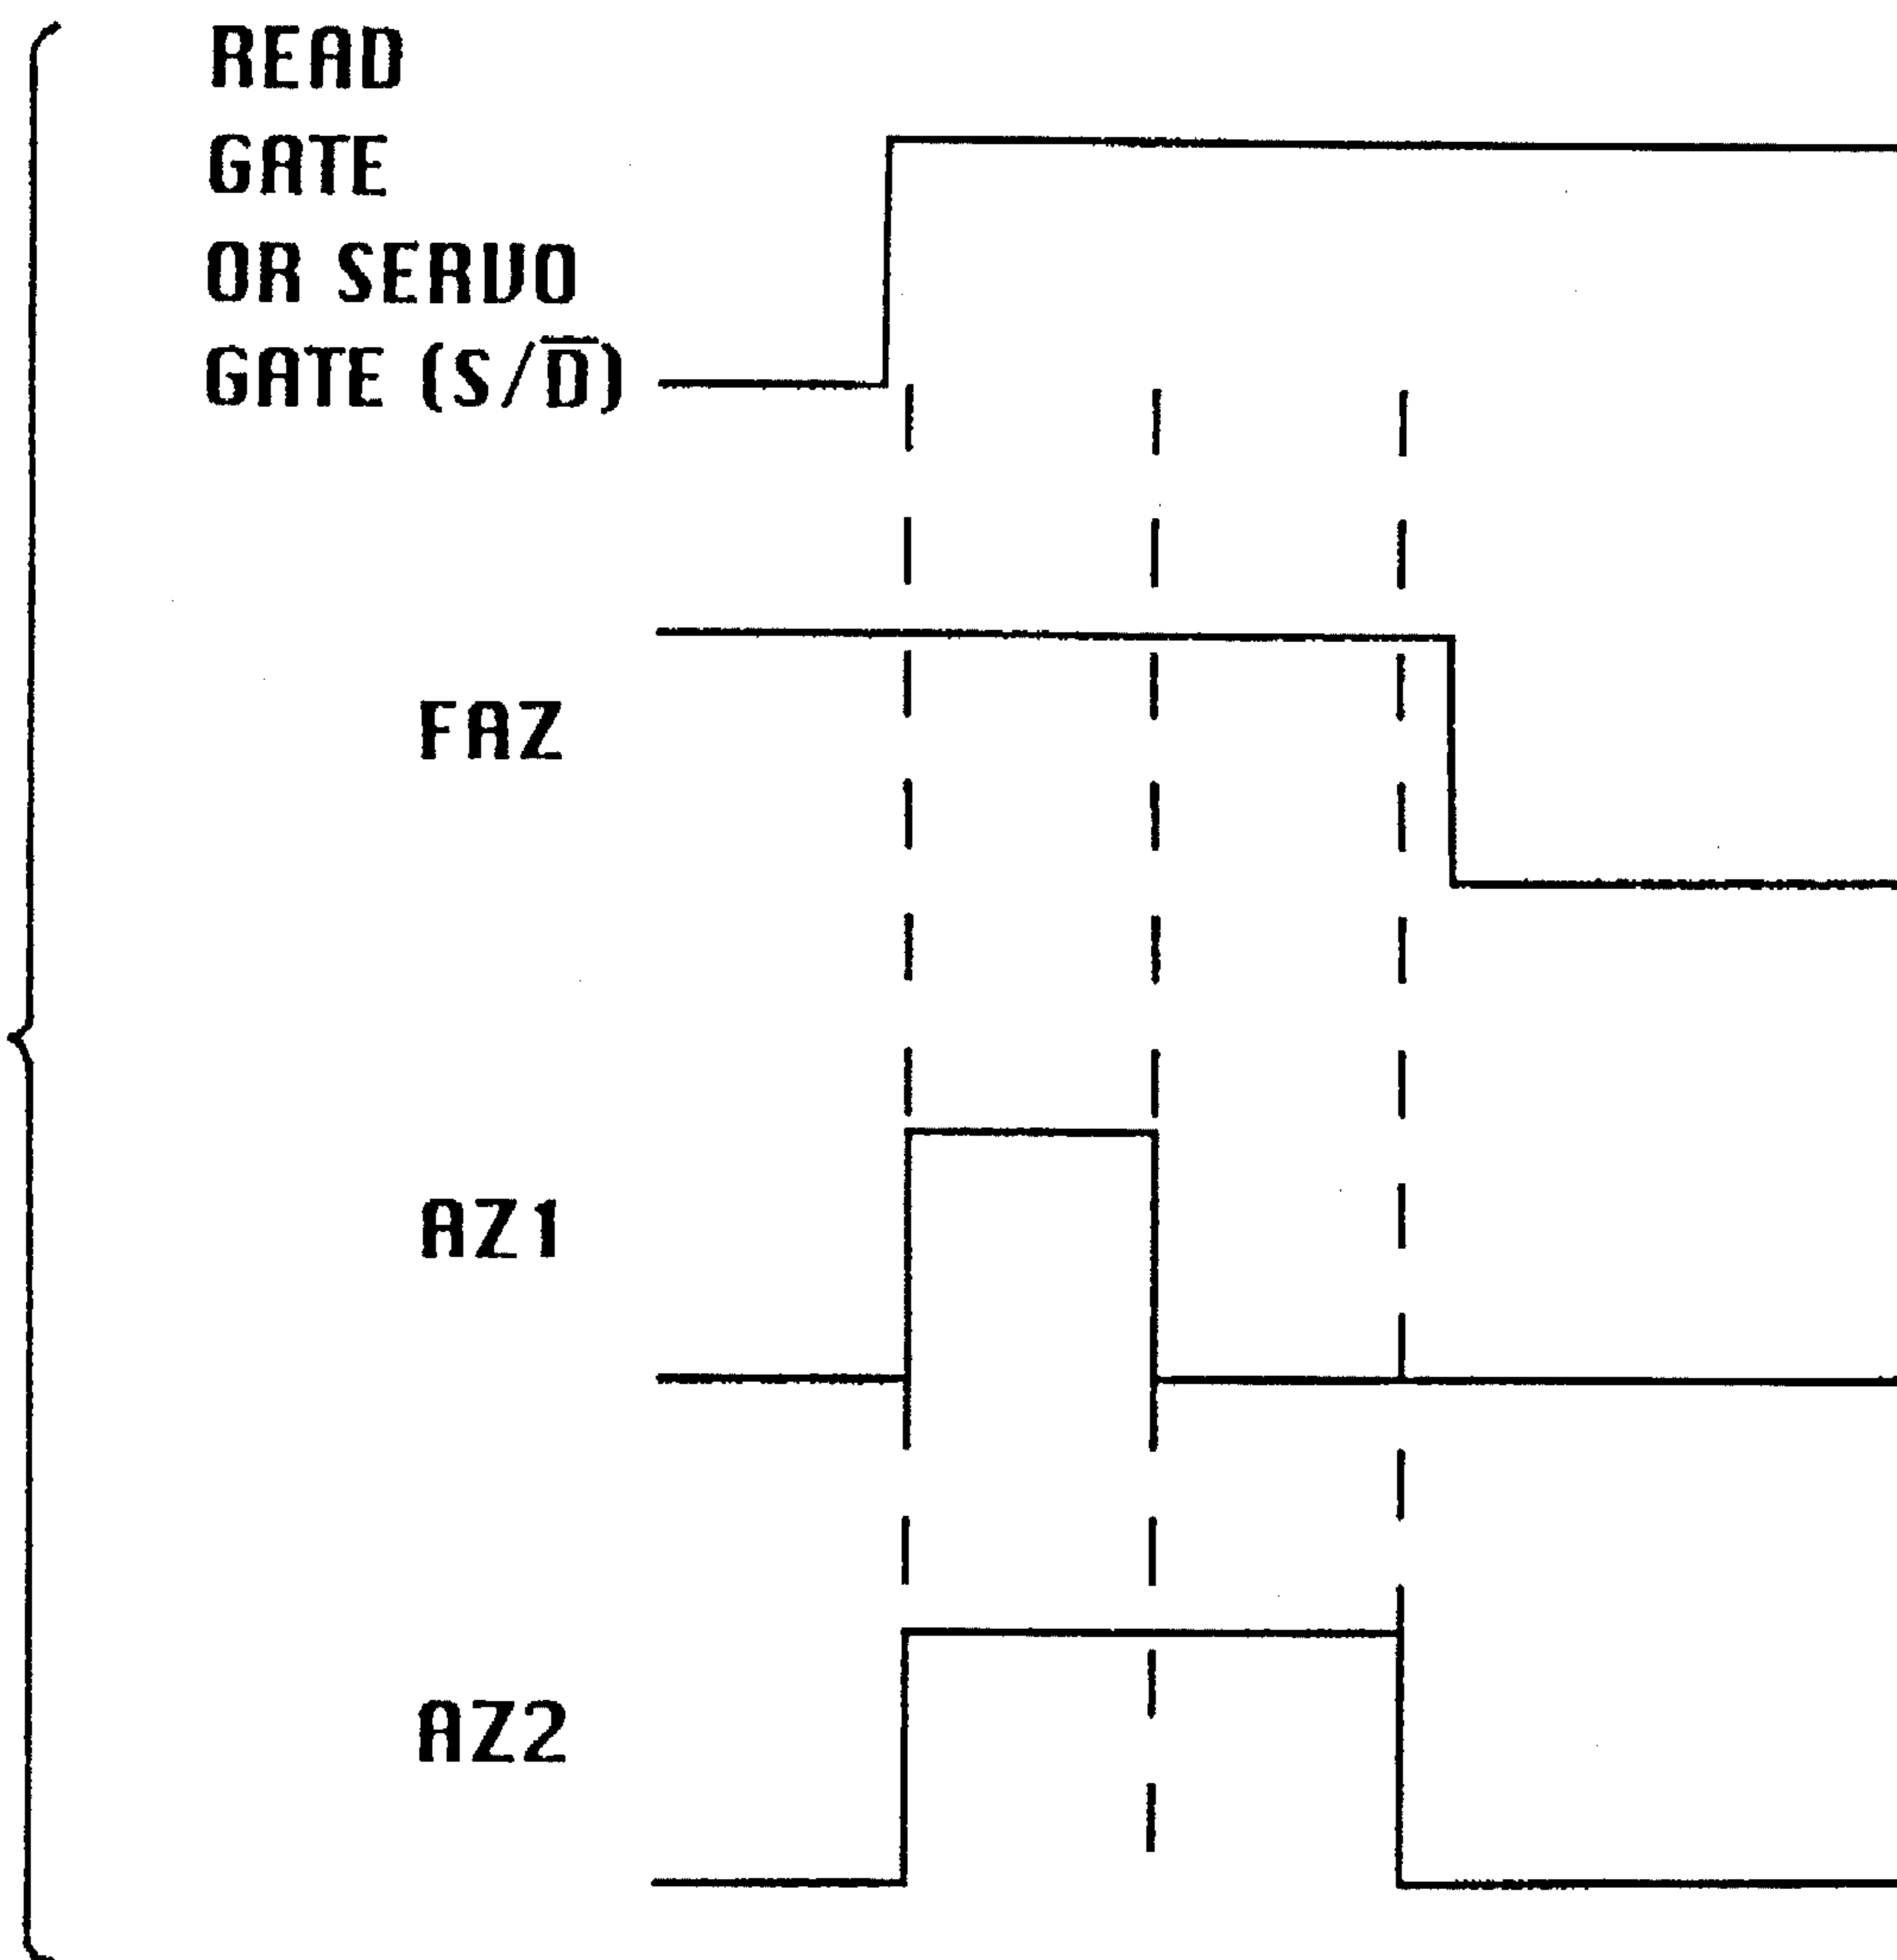 READ
GATE
OR SERVO
GATE (S/D̅)
FAZ
AZ1
AZ2